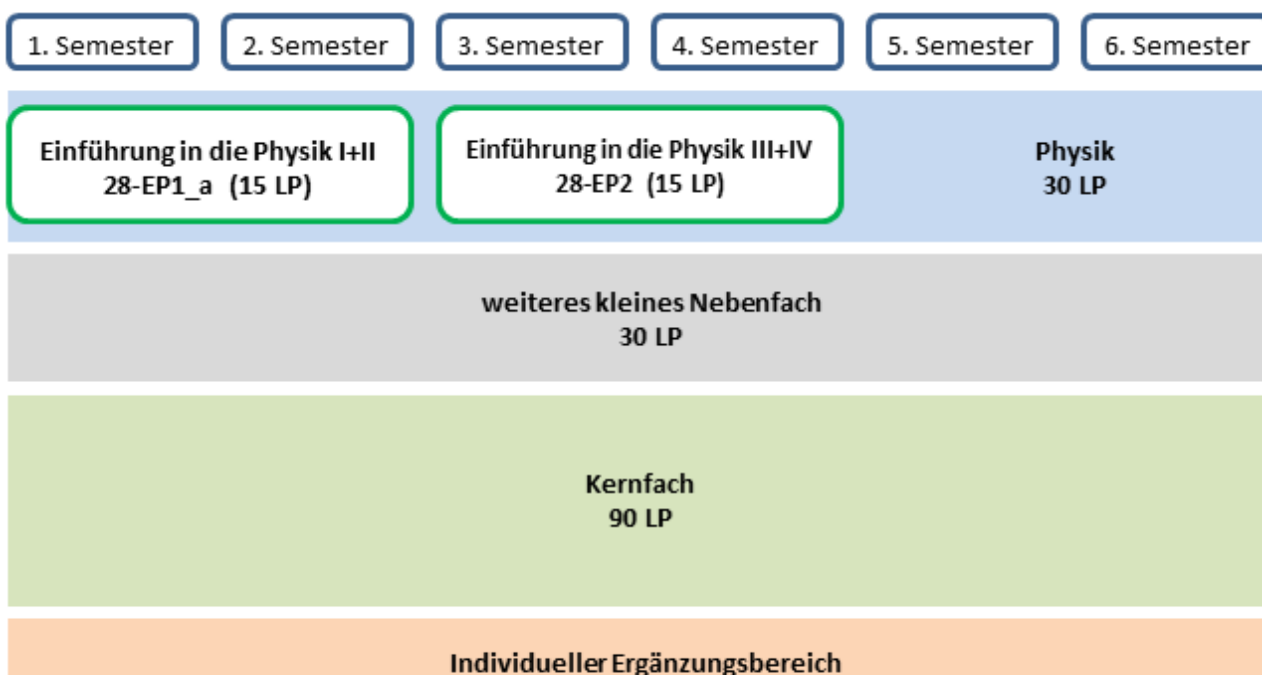 1. Semester
2. Semester
3. Semester
4. Semester
5. Semester
6. Semester
Einführung in die Physik I+II
28-EP1_a (15 LP)
Einführung in die Physik III+IV
28-EP2 (15 LP)
Physik
30 LP
weiteres kleines Nebenfach
30 LP
Kernfach
90 LP
Individueller Ergänzungsbereich